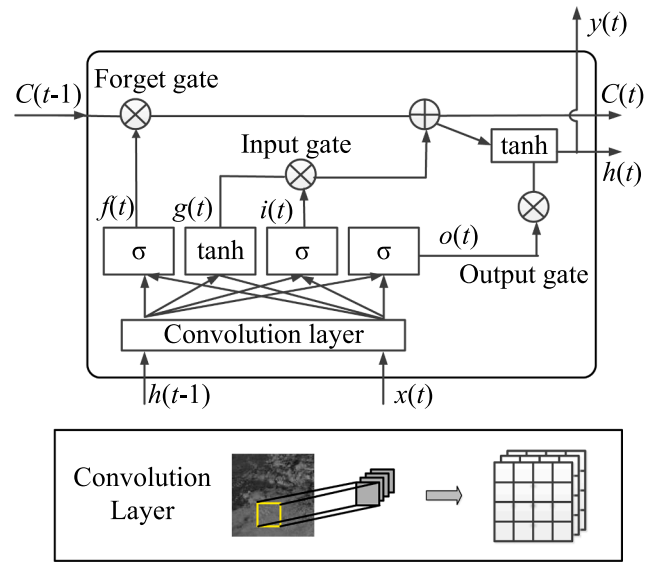 y(t)
Forget gate
C(t-1)
C(t)
Input gate
tanh
h(t)
f(t)
g(t)
i(t)
σ
tanh
σ
σ
o(t)
Output gate
Convolution layer
h(t-1)
x(t)
Convolution
Layer